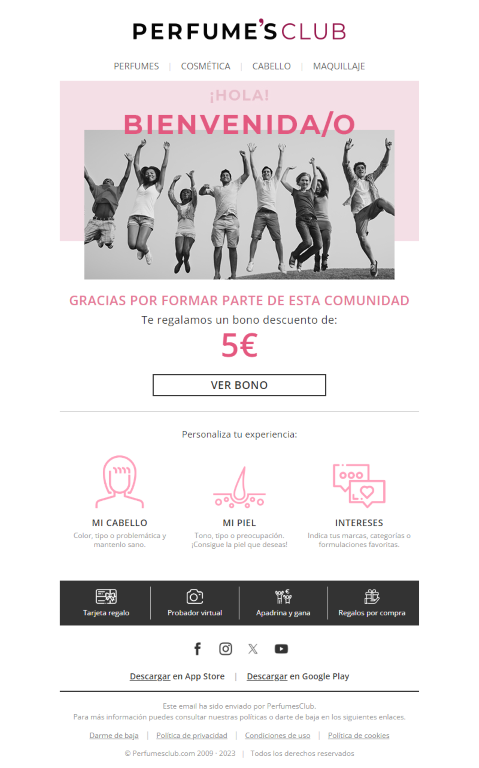 PERFUME'S CLUB
PERFUMES | COSMÉTICA | CABELLO | MAQUILLAJE
¡HOLA!
BIENVENIDA/O
GRACIAS POR FORMAR PARTE DE ESTA COMUNIDAD
Te regalamos un bono descuento de:
5€
VER BONO
Personaliza tu experiencia:
MI CABELLO
Color, tipo o problemática y
mantenlo sano.
MI PIEL
Tono, tipo o preocupación.
¡Consigue la piel que deseas!
INTERESES
Indica tus marcas, categorías o
formulaciones favoritas.
Tarjeta regalo
Probador virtual
Apadrina y gana
Regalos por compra
Descargar en App Store | Descargar en Google Play
Este email ha sido enviado por PerfumesClub.
Para más información puedes consultar nuestras políticas o darte de baja en los siguientes enlaces.
Darme de baja | Política de privacidad | Condiciones de uso | Política de cookies
© Perfumesclub.com 2009 - 2023 | Todos los derechos reservados